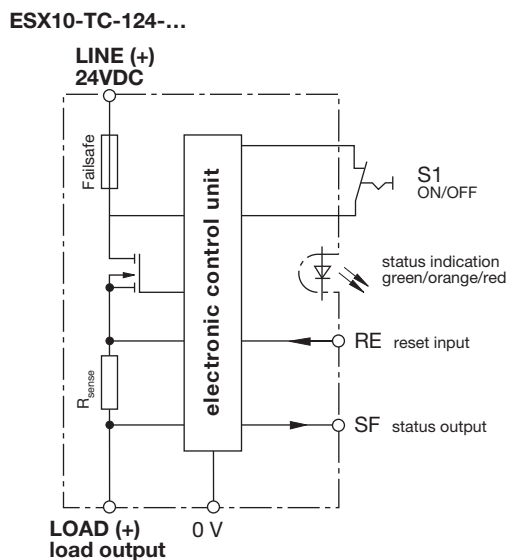 ESX10-TC-124-...
LINE (+)
24VDC
Failsafe
electronic control unit
S1
ON/OFF
status indication
green/orange/red
RE reset input
Rsense
SF status output
LOAD (+)
load output
0 V